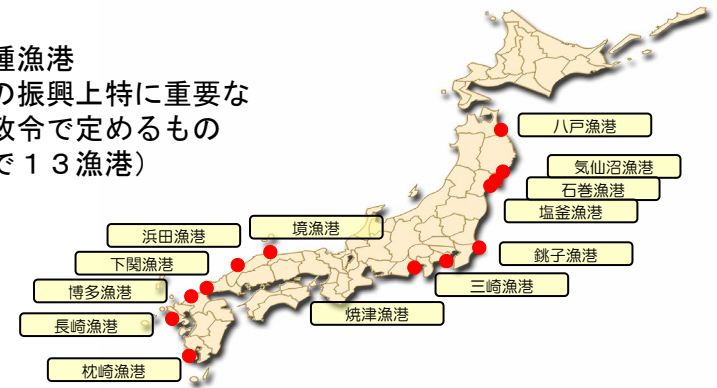 種漁港
の振興上特に重要な
政令で定めるもの
で１３漁港）
八戸漁港
気仙沼漁港
石巻漁港
塩釜漁港
境漁港
浜田漁港
銚子漁港
下関漁港
三崎漁港
博多漁港
焼津漁港
長崎漁港
枕崎漁港